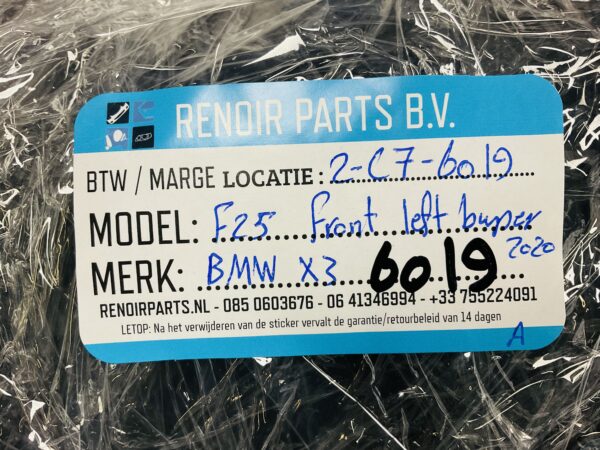 RENOIR PARTS B.V.
BTW / MARGE LOCATIE : 2-C7-6019
MODEL: F25 Front left bumper
2020
MERK: BMW X3 6019
RENOIRPARTS.NL - 085 0603676 - 06 41346994 - +33 755224091
LETOP: Na het verwijderen van de sticker vervalt de garantie/retourbeleid van 14 dagen
A